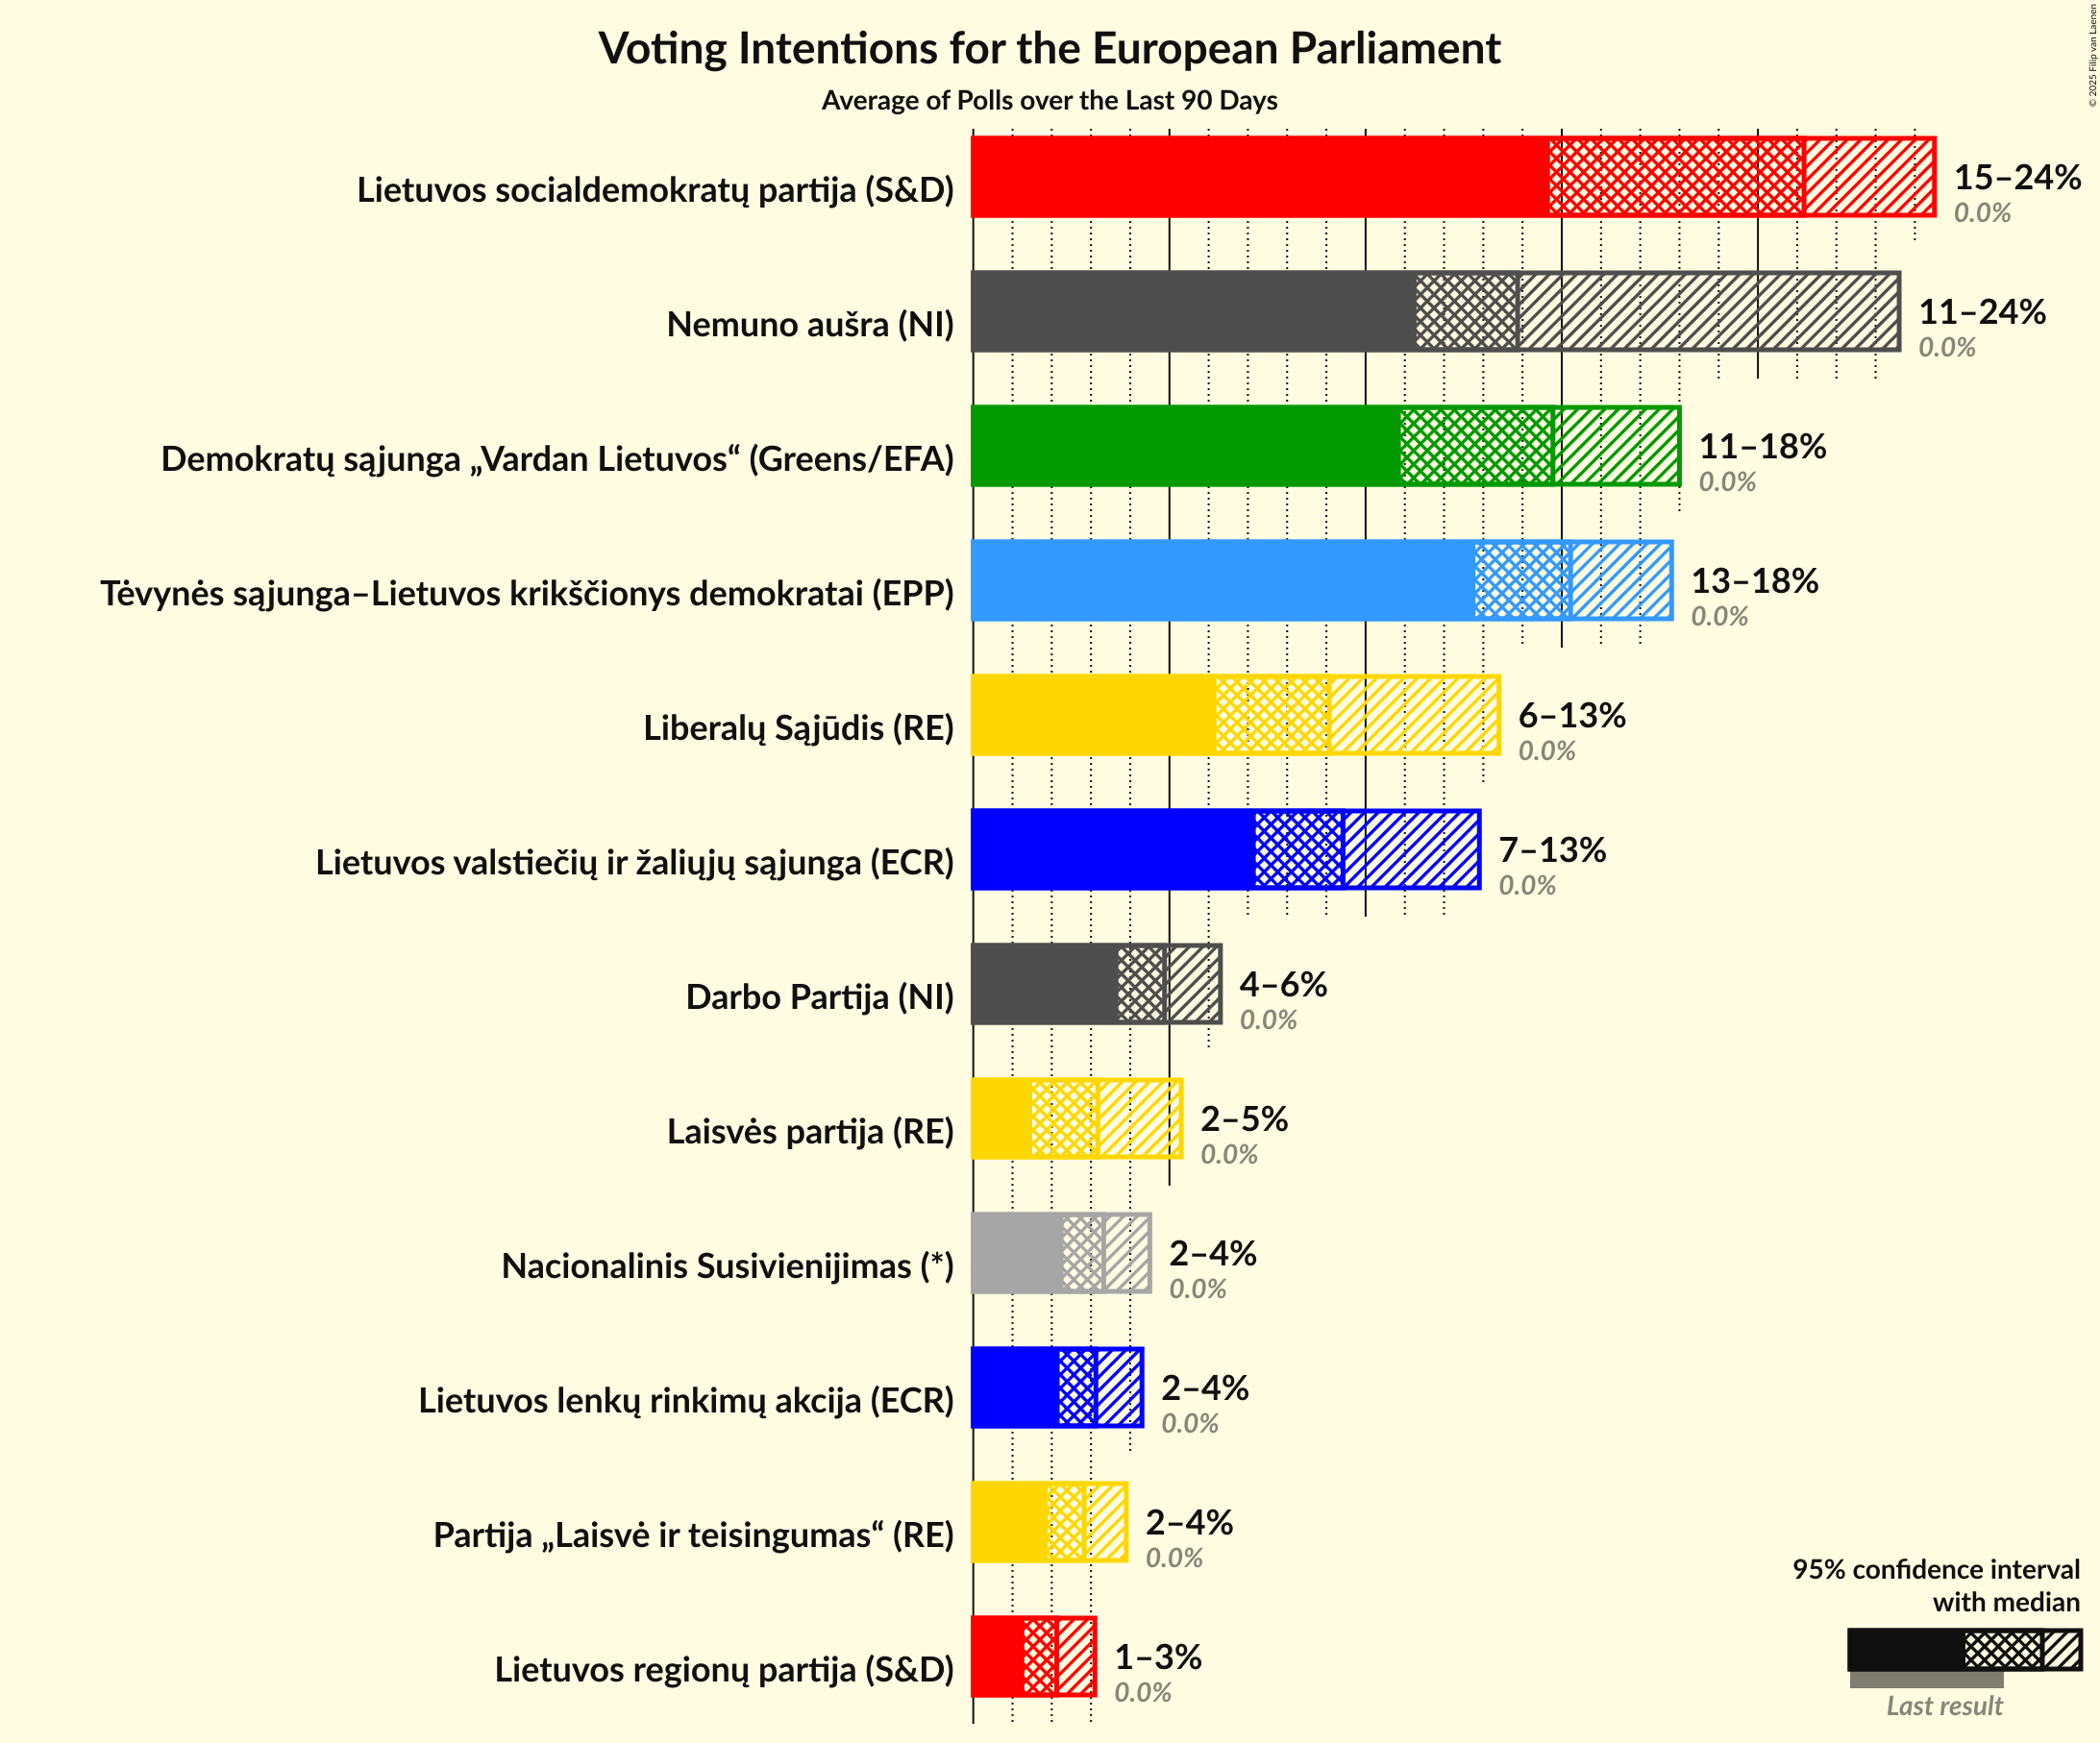 Voting Intentions for the European Parliament
Average of Polls over the Last 90 Days
© 2025 Filip van Laenen
Lietuvos socialdemokratų partija (S&D)
15–24%
0.0%
Nemuno aušra (NI)
11–24%
0.0%
Demokratų sąjunga „Vardan Lietuvos“ (Greens/EFA)
11–18%
0.0%
Tėvynės sąjunga–Lietuvos krikščionys demokratai (EPP)
13–18%
0.0%
Liberalų Sąjūdis (RE)
6–13%
0.0%
Lietuvos valstiečių ir žaliųjų sąjunga (ECR)
7–13%
0.0%
Darbo Partija (NI)
4–6%
0.0%
Laisvės partija (RE)
2–5%
0.0%
Nacionalinis Susivienijimas (*)
2–4%
0.0%
Lietuvos lenkų rinkimų akcija (ECR)
2–4%
0.0%
Partija „Laisvė ir teisingumas“ (RE)
2–4%
0.0%
Lietuvos regionų partija (S&D)
1–3%
0.0%
95% confidence interval
with median
Last result